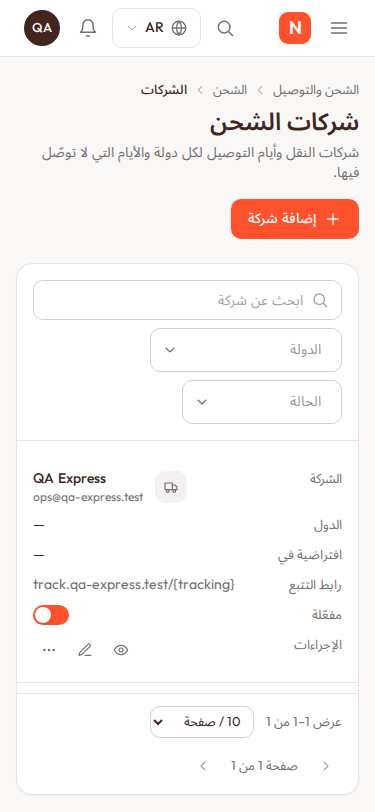 N
AR
QA
الشحن والتوصيل
الشحن
الشركات
شركات الشحن
شركات النقل وأيام التوصيل لكل دولة والأيام التي لا توصّل
فيها.
إضافة شركة
ابحث عن شركة
الدولة
الحالة
الشركة
QA Express
ops@qa-express.test
الدول
—
افتراضية في
—
رابط التتبع
track.qa-express.test/{tracking}
مفعّلة
الإجراءات
عرض 1–1 من 1
10 / صفحة
صفحة 1 من 1